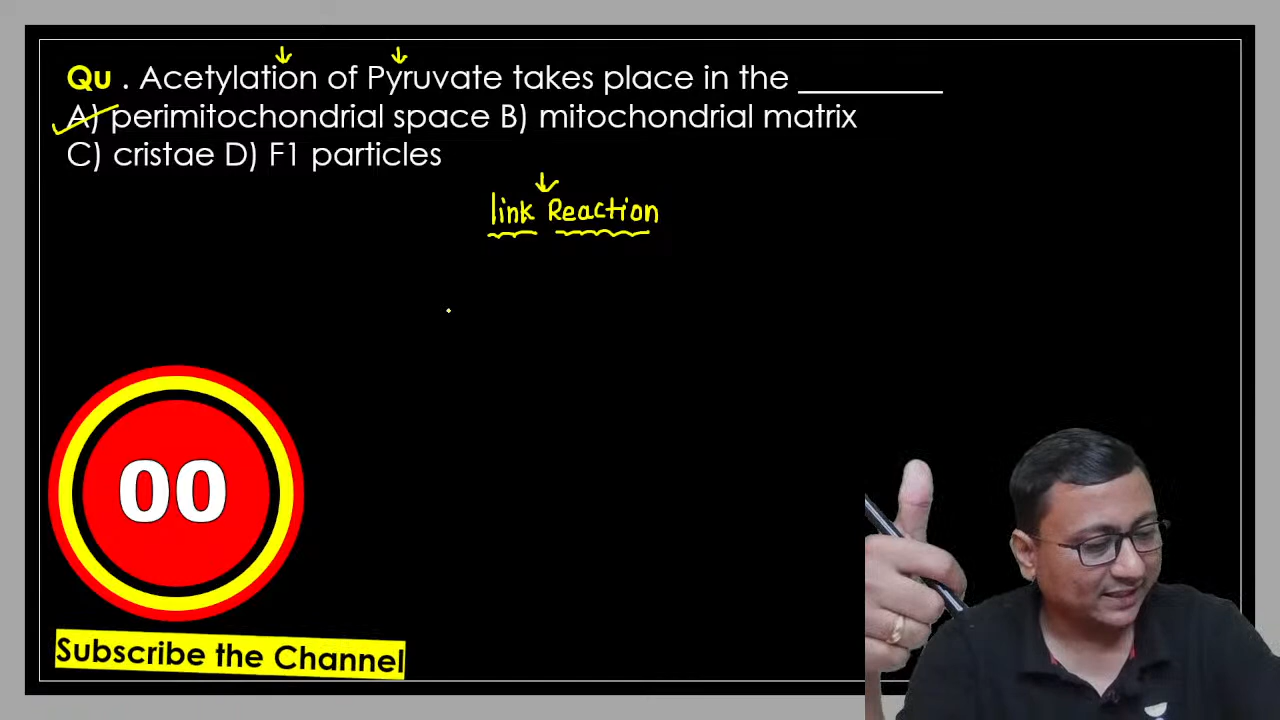 Qu . Acetylation of Pyruvate takes place in the _________
A) perimitochondrial space B) mitochondrial matrix
C) cristae D) F1 particles
link Reaction
00
Subscribe the Channel